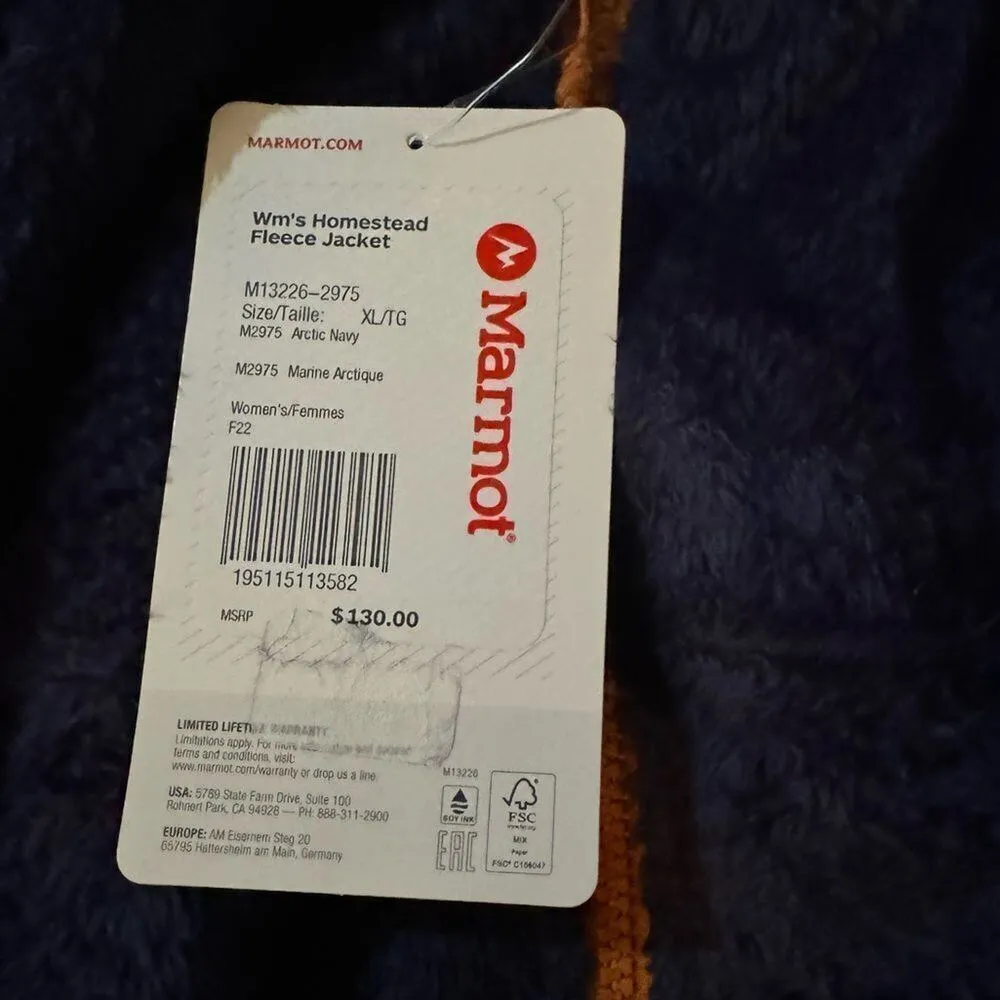 MARMOT.COM
Wm's Homestead
Fleece Jacket
M13226–2975
Size/Taille: XL/TG
M2975 Arctic Navy
M2975 Marine Arctique
Women's/Femmes
F22
195115113582
MSRP $130.00
Marmot®
LIMITED LIFETIME WARRANTY
Limitations apply. For more
terms and conditions, visit:
www.marmot.com/warranty or drop us a line.
USA: 5789 State Farm Drive, Suite 100
Rohnert Park, CA 94928 — PH: 888-311-2900
EUROPE: AM Eisernern Steg 20
65795 Hattersheim am Main, Germany
M13226
SOY INK
EAC
FSC
www.fsc.org
MIX
Paper